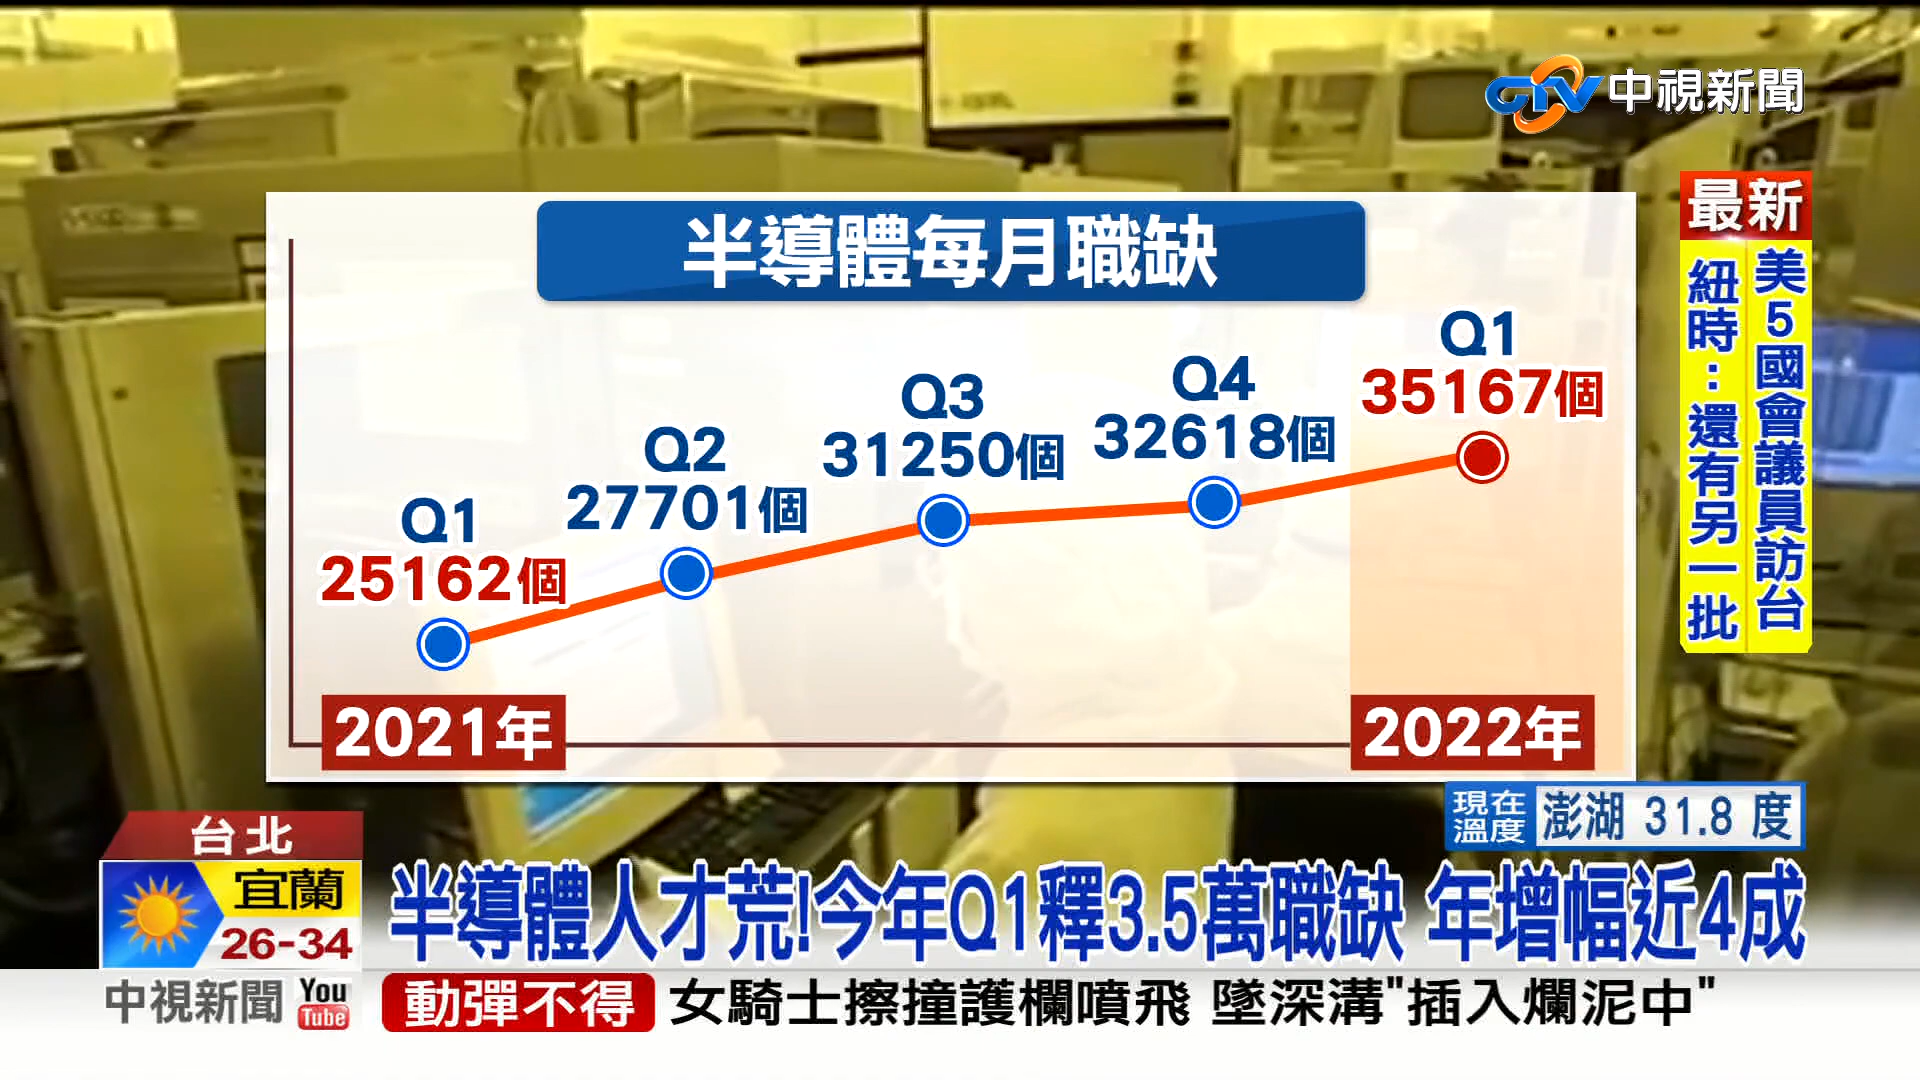 CTV 中視新聞
最新
美5國會議員訪台
紐時：還有另一批
半導體每月職缺
Q1
25162個
Q2
27701個
Q3
31250個
Q4
32618個
Q1
35167個
2021年
2022年
現在溫度
澎湖 31.8 度
台北
宜蘭
26-34
半導體人才荒!今年Q1釋3.5萬職缺 年增幅近4成
中視新聞 YouTube
動彈不得 女騎士擦撞護欄噴飛 墜深溝"插入爛泥中"